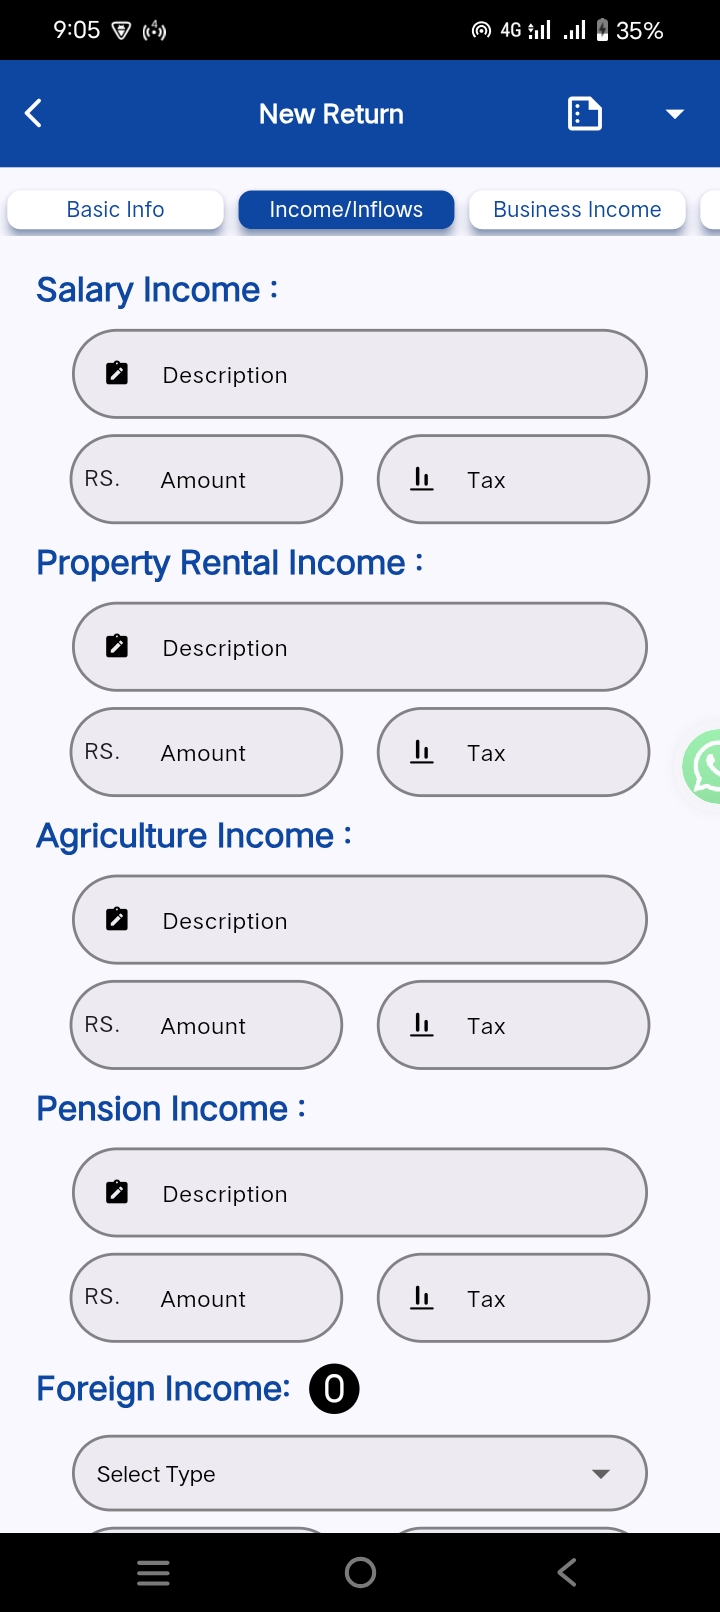 9:05 4 4G 35%
New Return
Basic Info Income/Inflows Business Income
Salary Income :
Description
RS. Amount Tax
Property Rental Income :
Description
RS. Amount Tax
Agriculture Income :
Description
RS. Amount Tax
Pension Income :
Description
RS. Amount Tax
Foreign Income: 0
Select Type